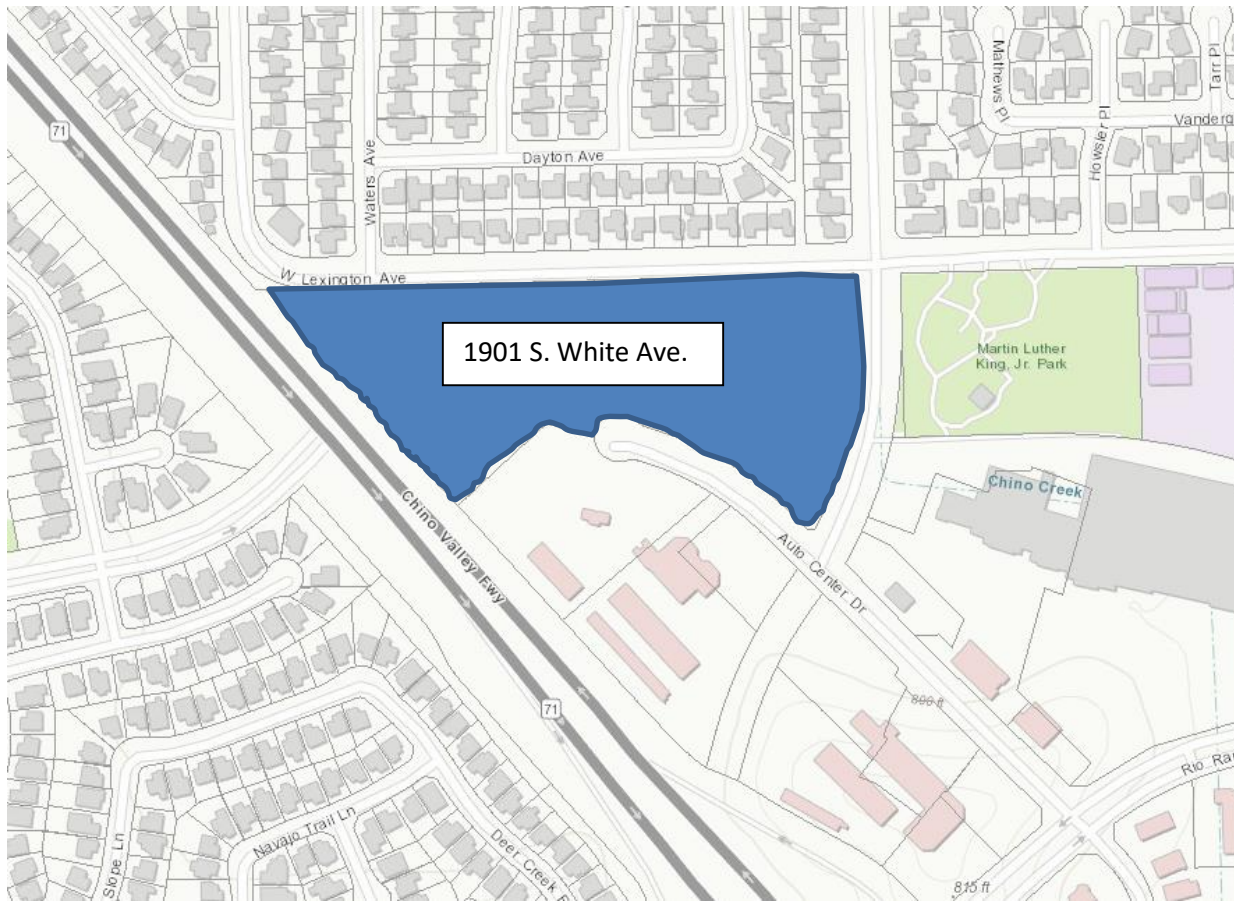 71
Waters Ave
Dayton Ave
Mathews Pl
Howsler Pl
Tarr Pl
Vanderg
W Lexington Ave
1901 S. White Ave.
Martin Luther
King, Jr. Park
Chino Creek
Chino Valley Fwy
Auto Center Dr
71
800 ft
Rio Ra
Navajo Trail Ln
Slope Ln
Deer Creek
815 ft